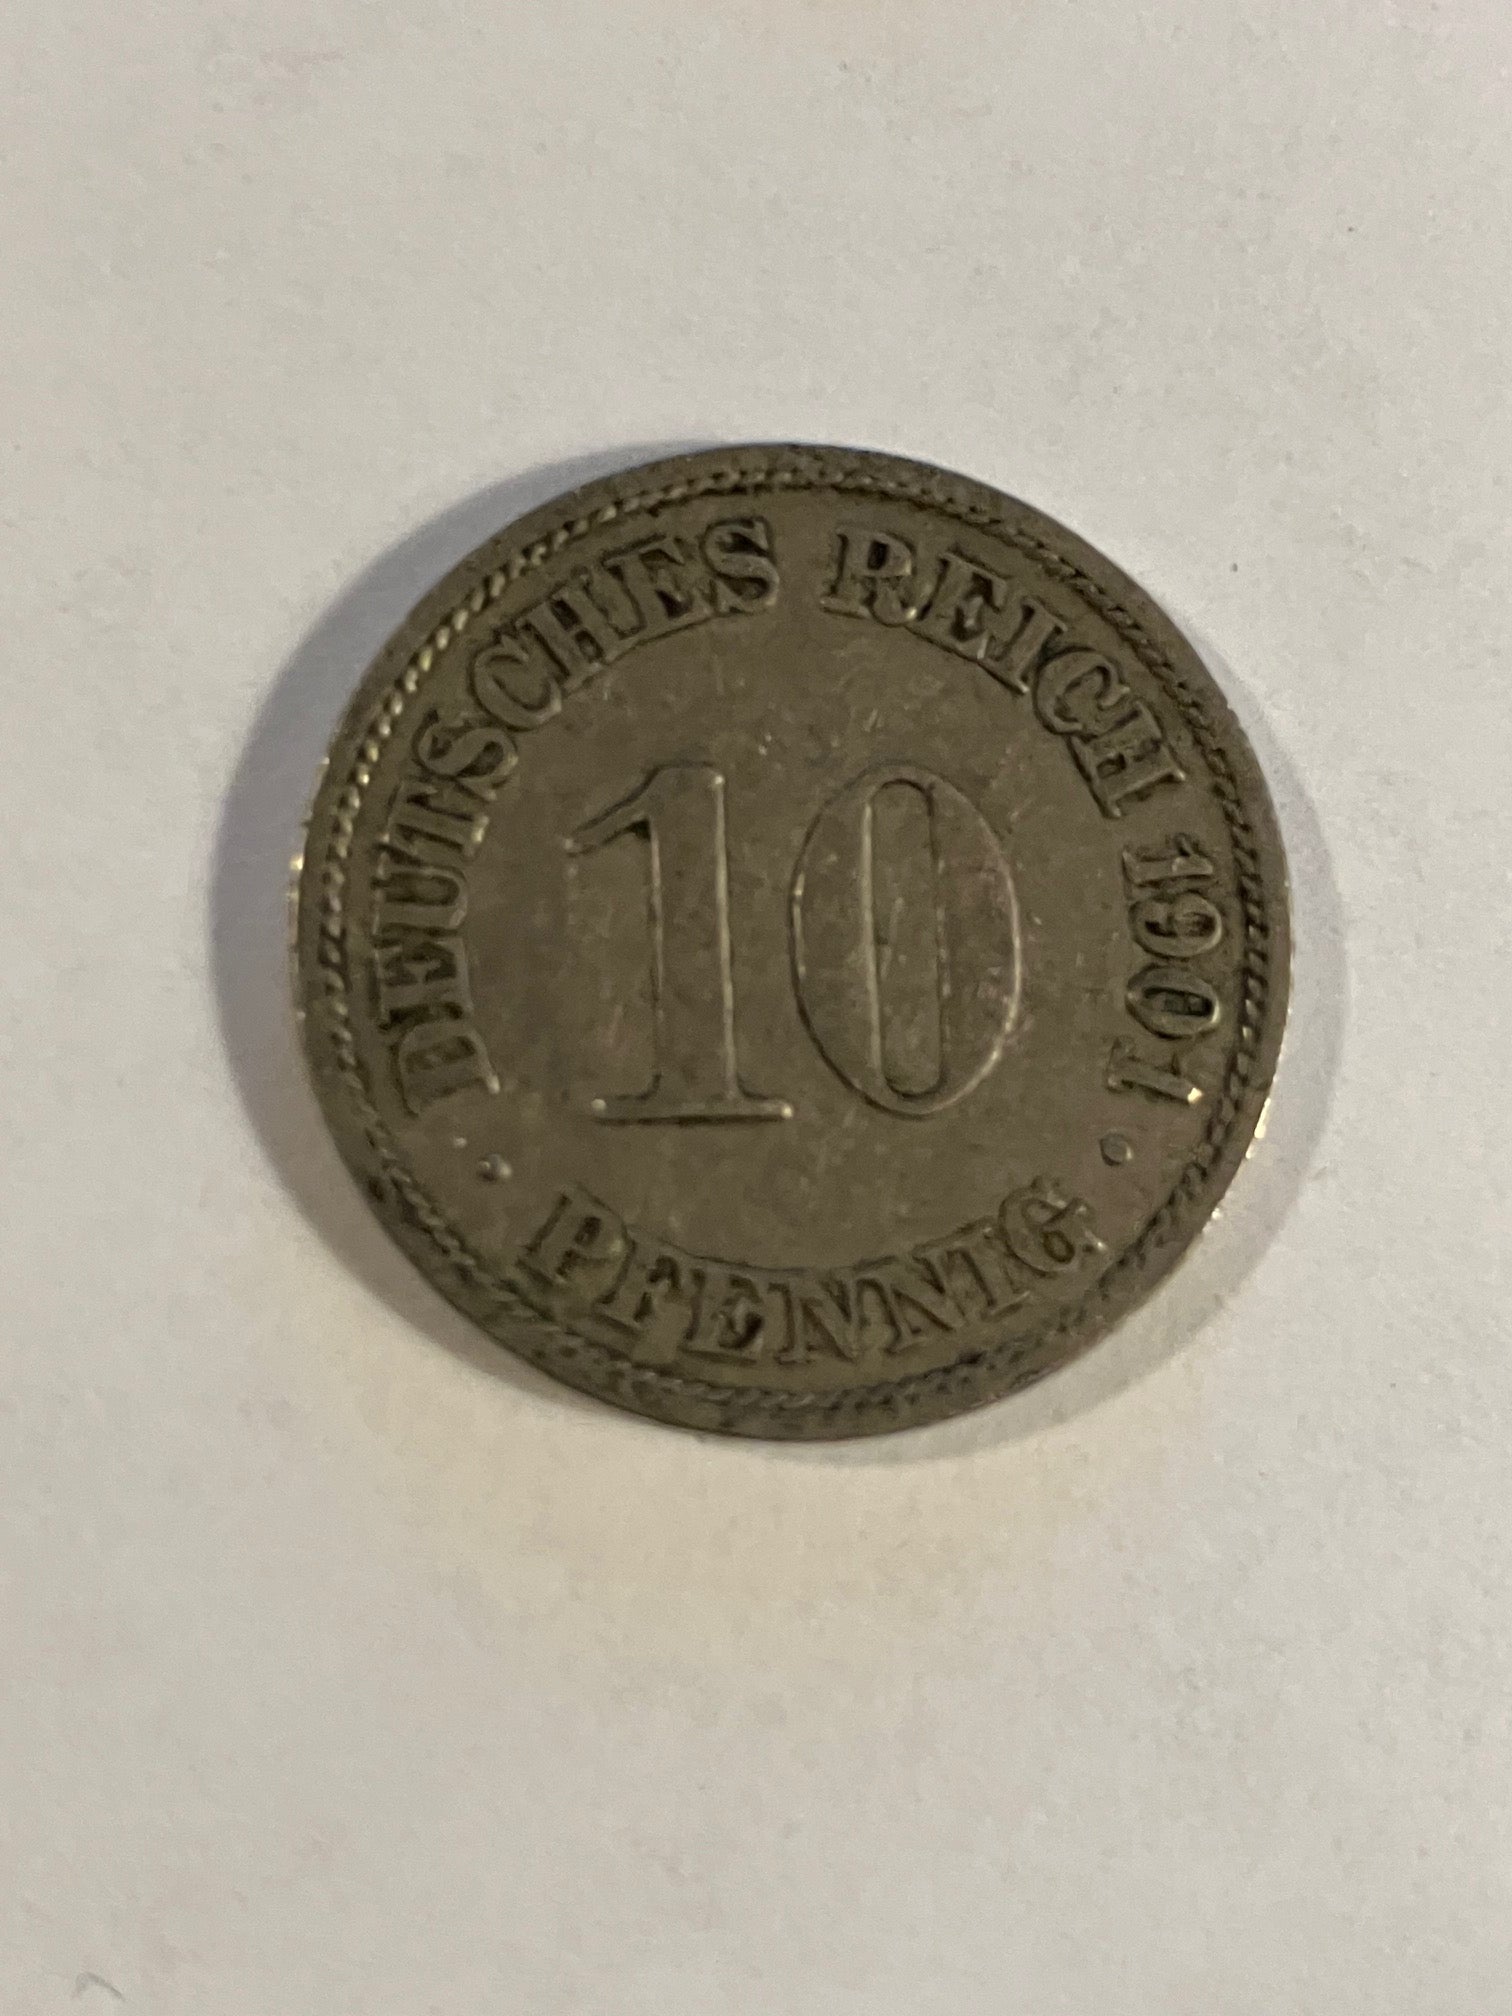 DEUTSCHES REICH 1901
10
· PFENNIG ·